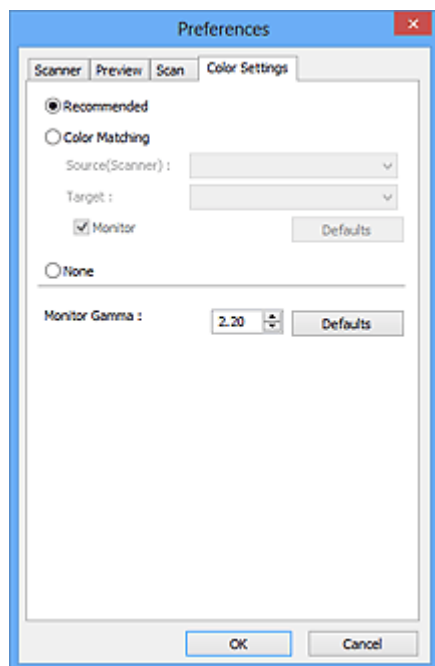 Preferences
Scanner Preview Scan Color Settings
Recommended
Color Matching
Source(Scanner) :
Target :
Monitor Defaults
None
Monitor Gamma : 2.20 Defaults
OK Cancel